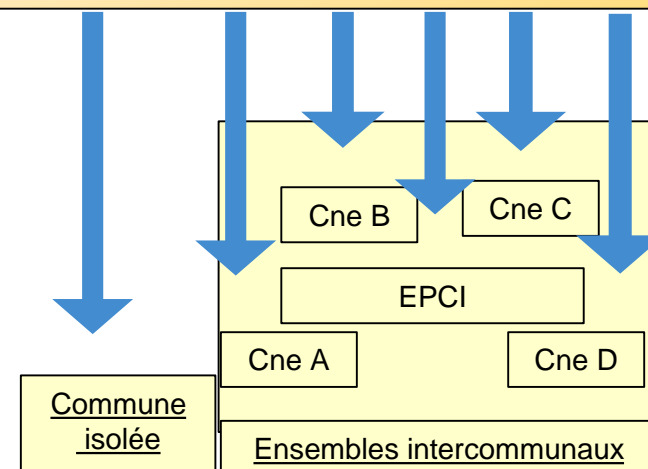 Cne B
Cne C
EPCI
Cne A
Cne D
Commune
isolée
Ensembles intercommunaux